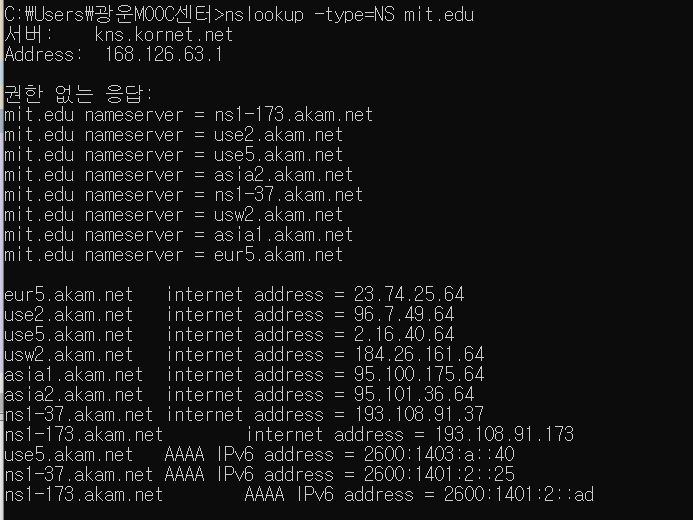 C:₩Users₩광운MOOC센터>nslookup -type=NS mit.edu
서버:    kns.kornet.net
Address:  168.126.63.1

권한 없는 응답:
mit.edu nameserver = ns1-173.akam.net
mit.edu nameserver = use2.akam.net
mit.edu nameserver = use5.akam.net
mit.edu nameserver = asia2.akam.net
mit.edu nameserver = ns1-37.akam.net
mit.edu nameserver = usw2.akam.net
mit.edu nameserver = asia1.akam.net
mit.edu nameserver = eur5.akam.net

eur5.akam.net   internet address = 23.74.25.64
use2.akam.net   internet address = 96.7.49.64
use5.akam.net   internet address = 2.16.40.64
usw2.akam.net   internet address = 184.26.161.64
asia1.akam.net  internet address = 95.100.175.64
asia2.akam.net  internet address = 95.101.36.64
ns1-37.akam.net internet address = 193.108.91.37
ns1-173.akam.net        internet address = 193.108.91.173
use5.akam.net   AAAA IPv6 address = 2600:1403:a::40
ns1-37.akam.net AAAA IPv6 address = 2600:1401:2::25
ns1-173.akam.net        AAAA IPv6 address = 2600:1401:2::ad